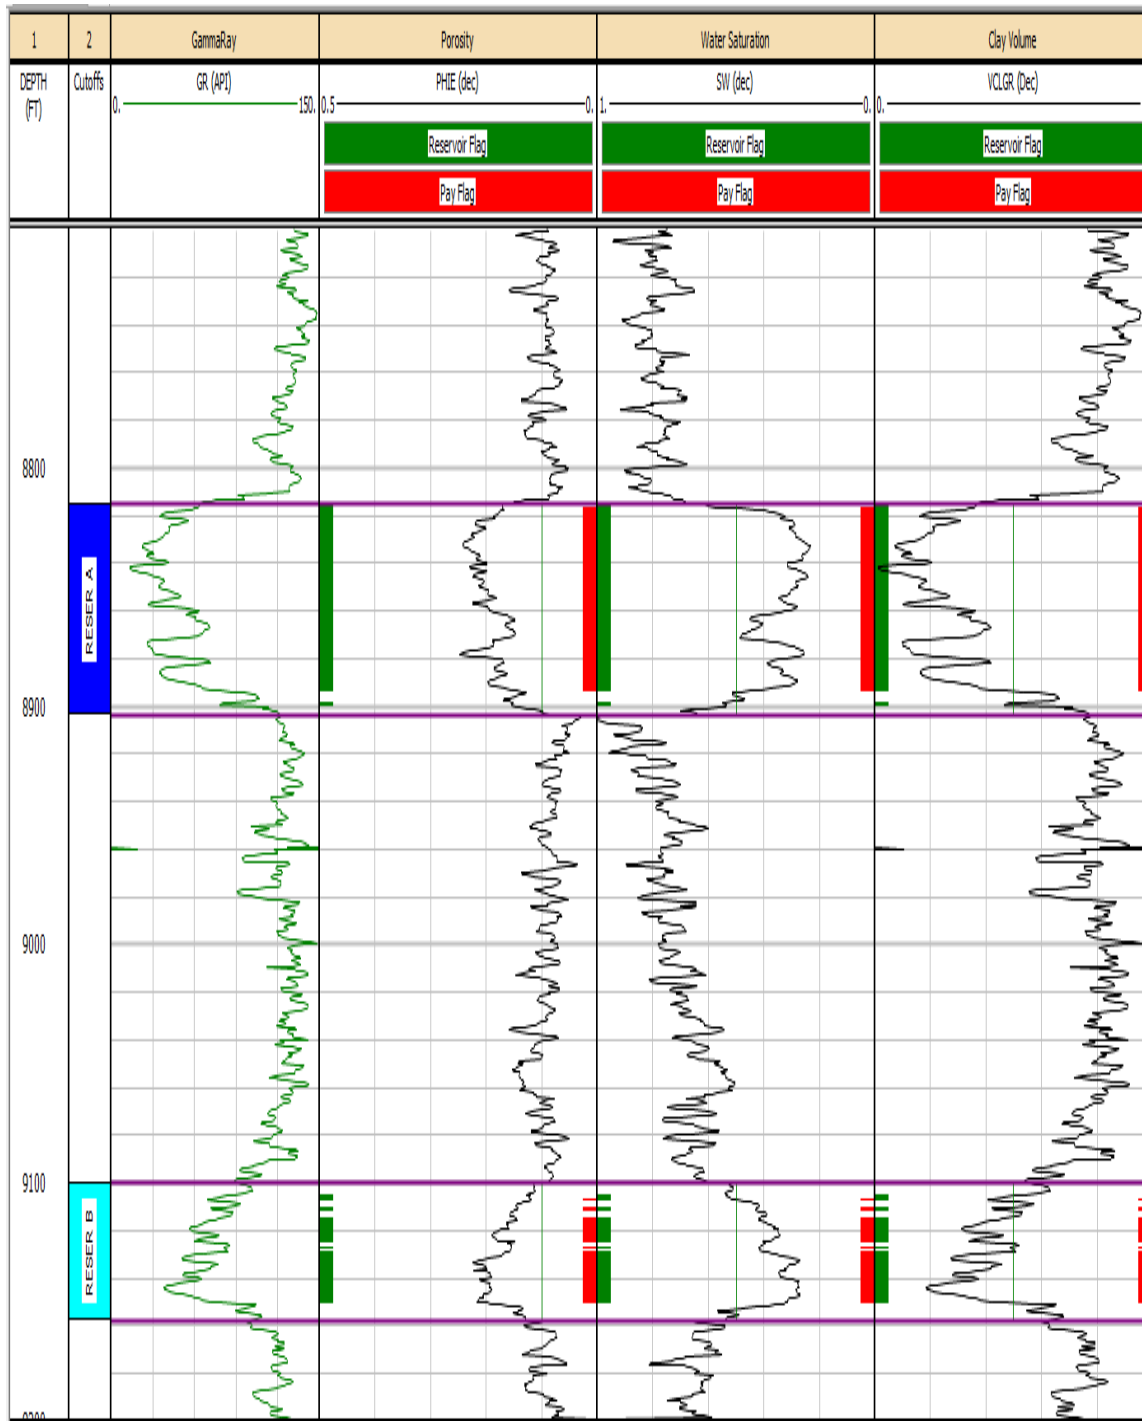 1 2 GammaRay Porosity Water Saturation Clay Volume
DEPTH Cutoffs GR (API) PHIE (dec) SW (dec) VCLGR (Dec)
(FT) 0. 150. 0.5 0. 1. 0. 0.
Reservoir Flag Reservoir Flag Reservoir Flag
Pay Flag Pay Flag Pay Flag
8800
RESER A
8900
9000
9100
RESER B